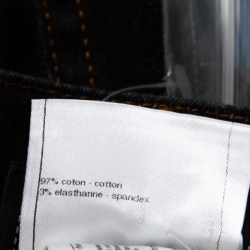 97% coton - cotton
3% elasthanne - spandex